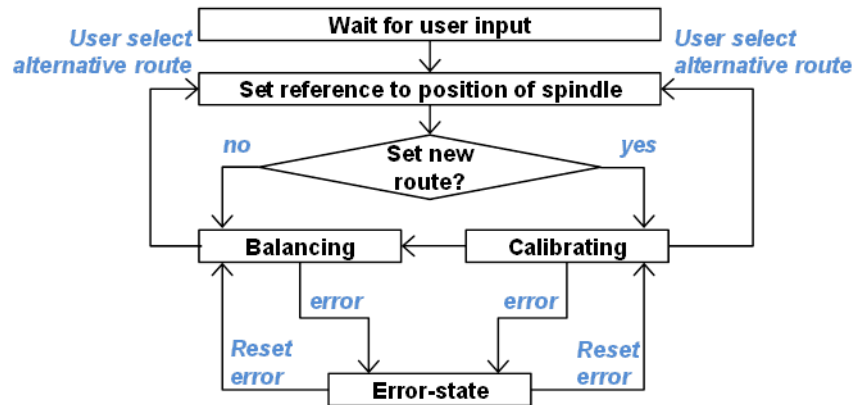 Wait for user input
User select
alternative route
User select
alternative route
Set reference to position of spindle
no
Set new
route?
yes
Balancing
Calibrating
error
error
Reset
error
Reset
error
Error-state